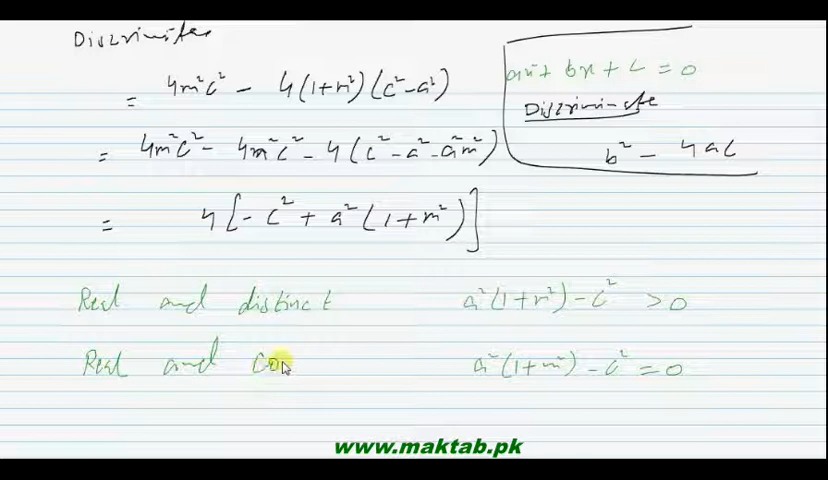 Discriminate
= 4m²c² - 4(1+m²)(c²-a²)
ax²+ bx + c = 0
Discriminate
b² - 4ac
= 4m²c² - 4m²c² - 4(c²-a²-a²m²)
= 4[-c² + a²(1+m²)]
Real and distinct a²(1+m²) - c² > 0
Real and co a²(1+m²) - c² = 0
www.maktab.pk